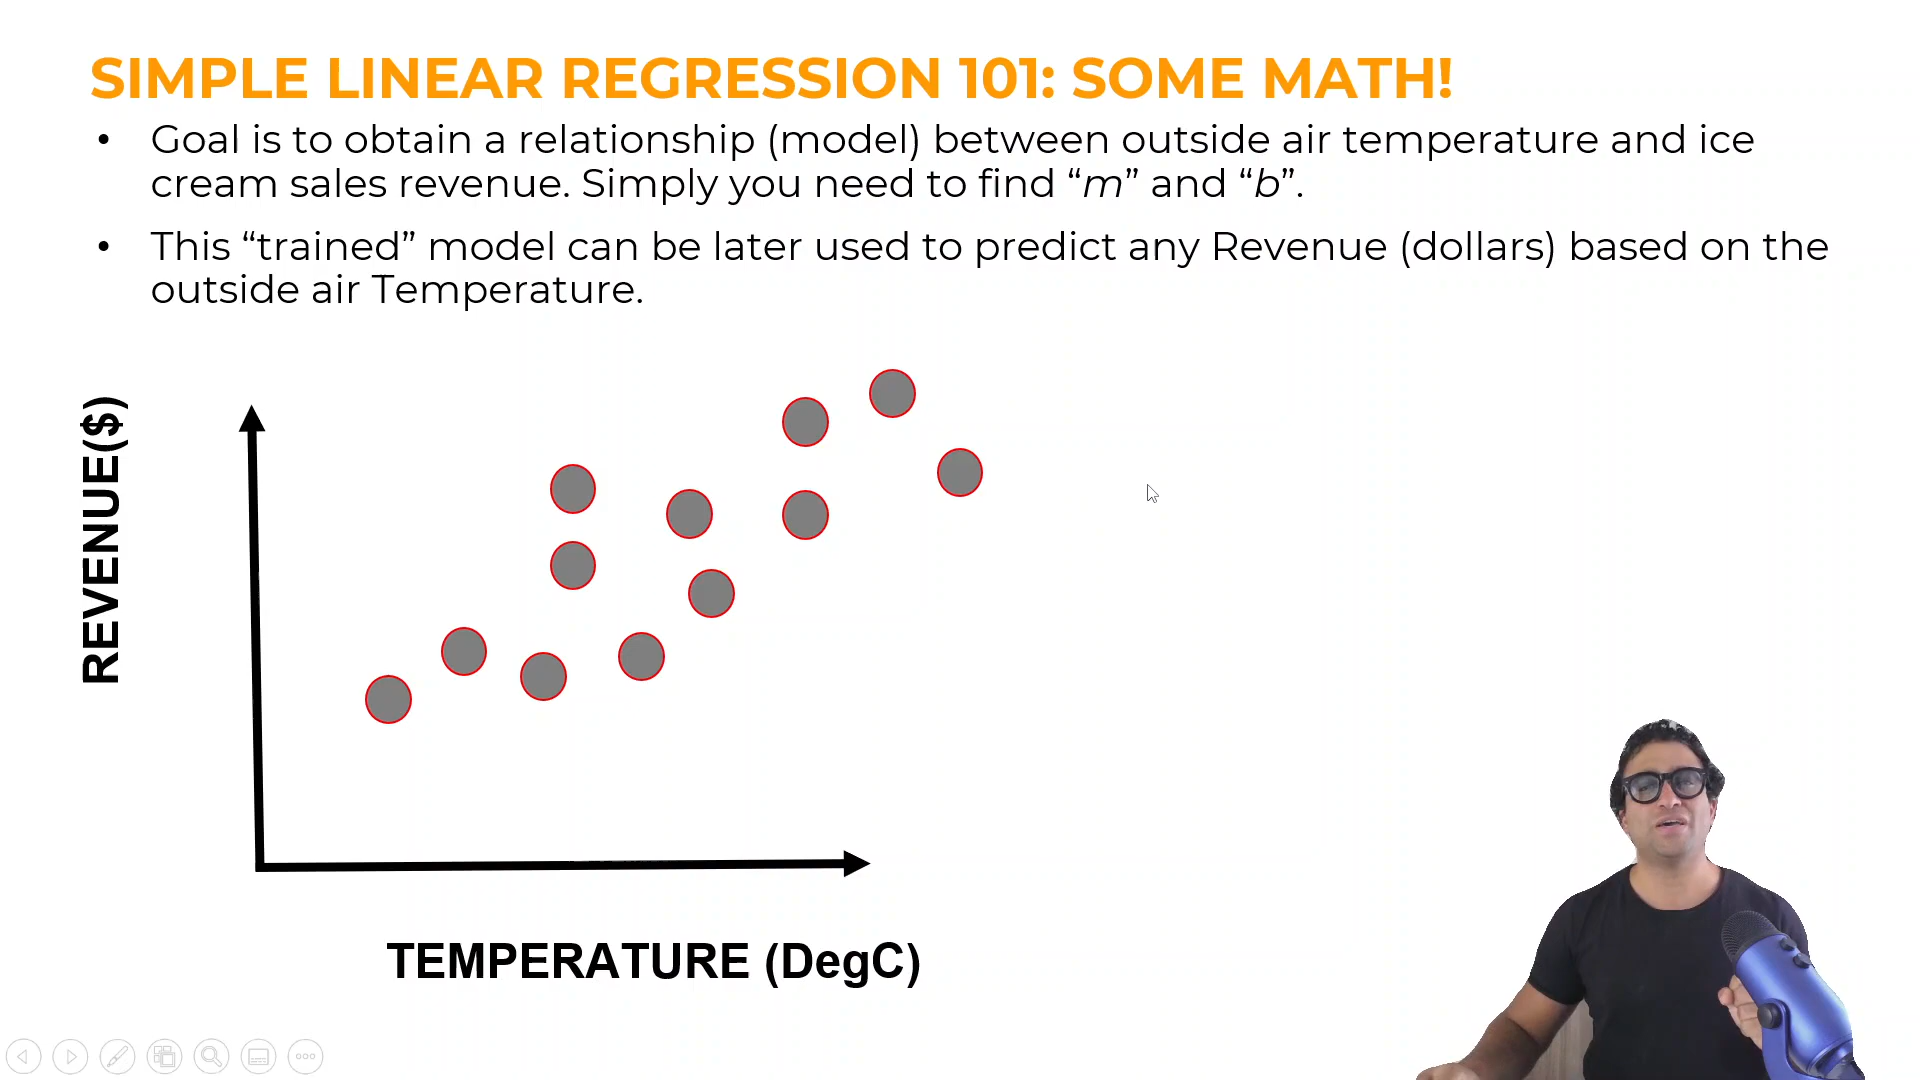 SIMPLE LINEAR REGRESSION 101: SOME MATH!
• Goal is to obtain a relationship (model) between outside air temperature and ice
cream sales revenue. Simply you need to find “m” and “b”.
• This “trained” model can be later used to predict any Revenue (dollars) based on the
outside air Temperature.
REVENUE($)
TEMPERATURE (DegC)